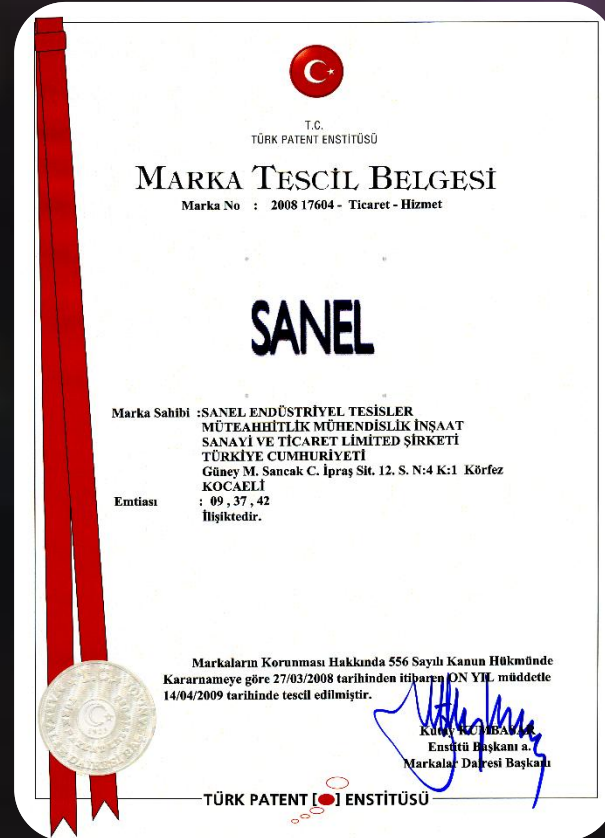 T.C.
TÜRK PATENT ENSTİTÜSÜ
MARKA TESCİL BELGESİ
Marka No : 2008 17604 - Ticaret - Hizmet
SANEL
Marka Sahibi : SANEL ENDÜSTRİYEL TESİSLER
MÜTEAHHİTLİK MÜHENDİSLİK İNŞAAT
SANAYİ VE TİCARET LİMİTED ŞİRKETİ
TÜRKİYE CUMHURİYETİ
Güney M. Sancak C. İpraş Sit. 12. S. N:4 K:1 Körfez
KOCAELİ
Emtiası : 09 , 37 , 42
İlişiktedir.
Markaların Korunması Hakkında 556 Sayılı Kanun Hükmünde
Kararnameye göre 27/03/2008 tarihinden itibaren ON YIL müddetle
14/04/2009 tarihinde tescil edilmiştir.
Kutay KUMBASAR
Enstitü Başkanı a.
Markalar Dairesi Başkanı
TÜRK PATENT [ ] ENSTİTÜSÜ